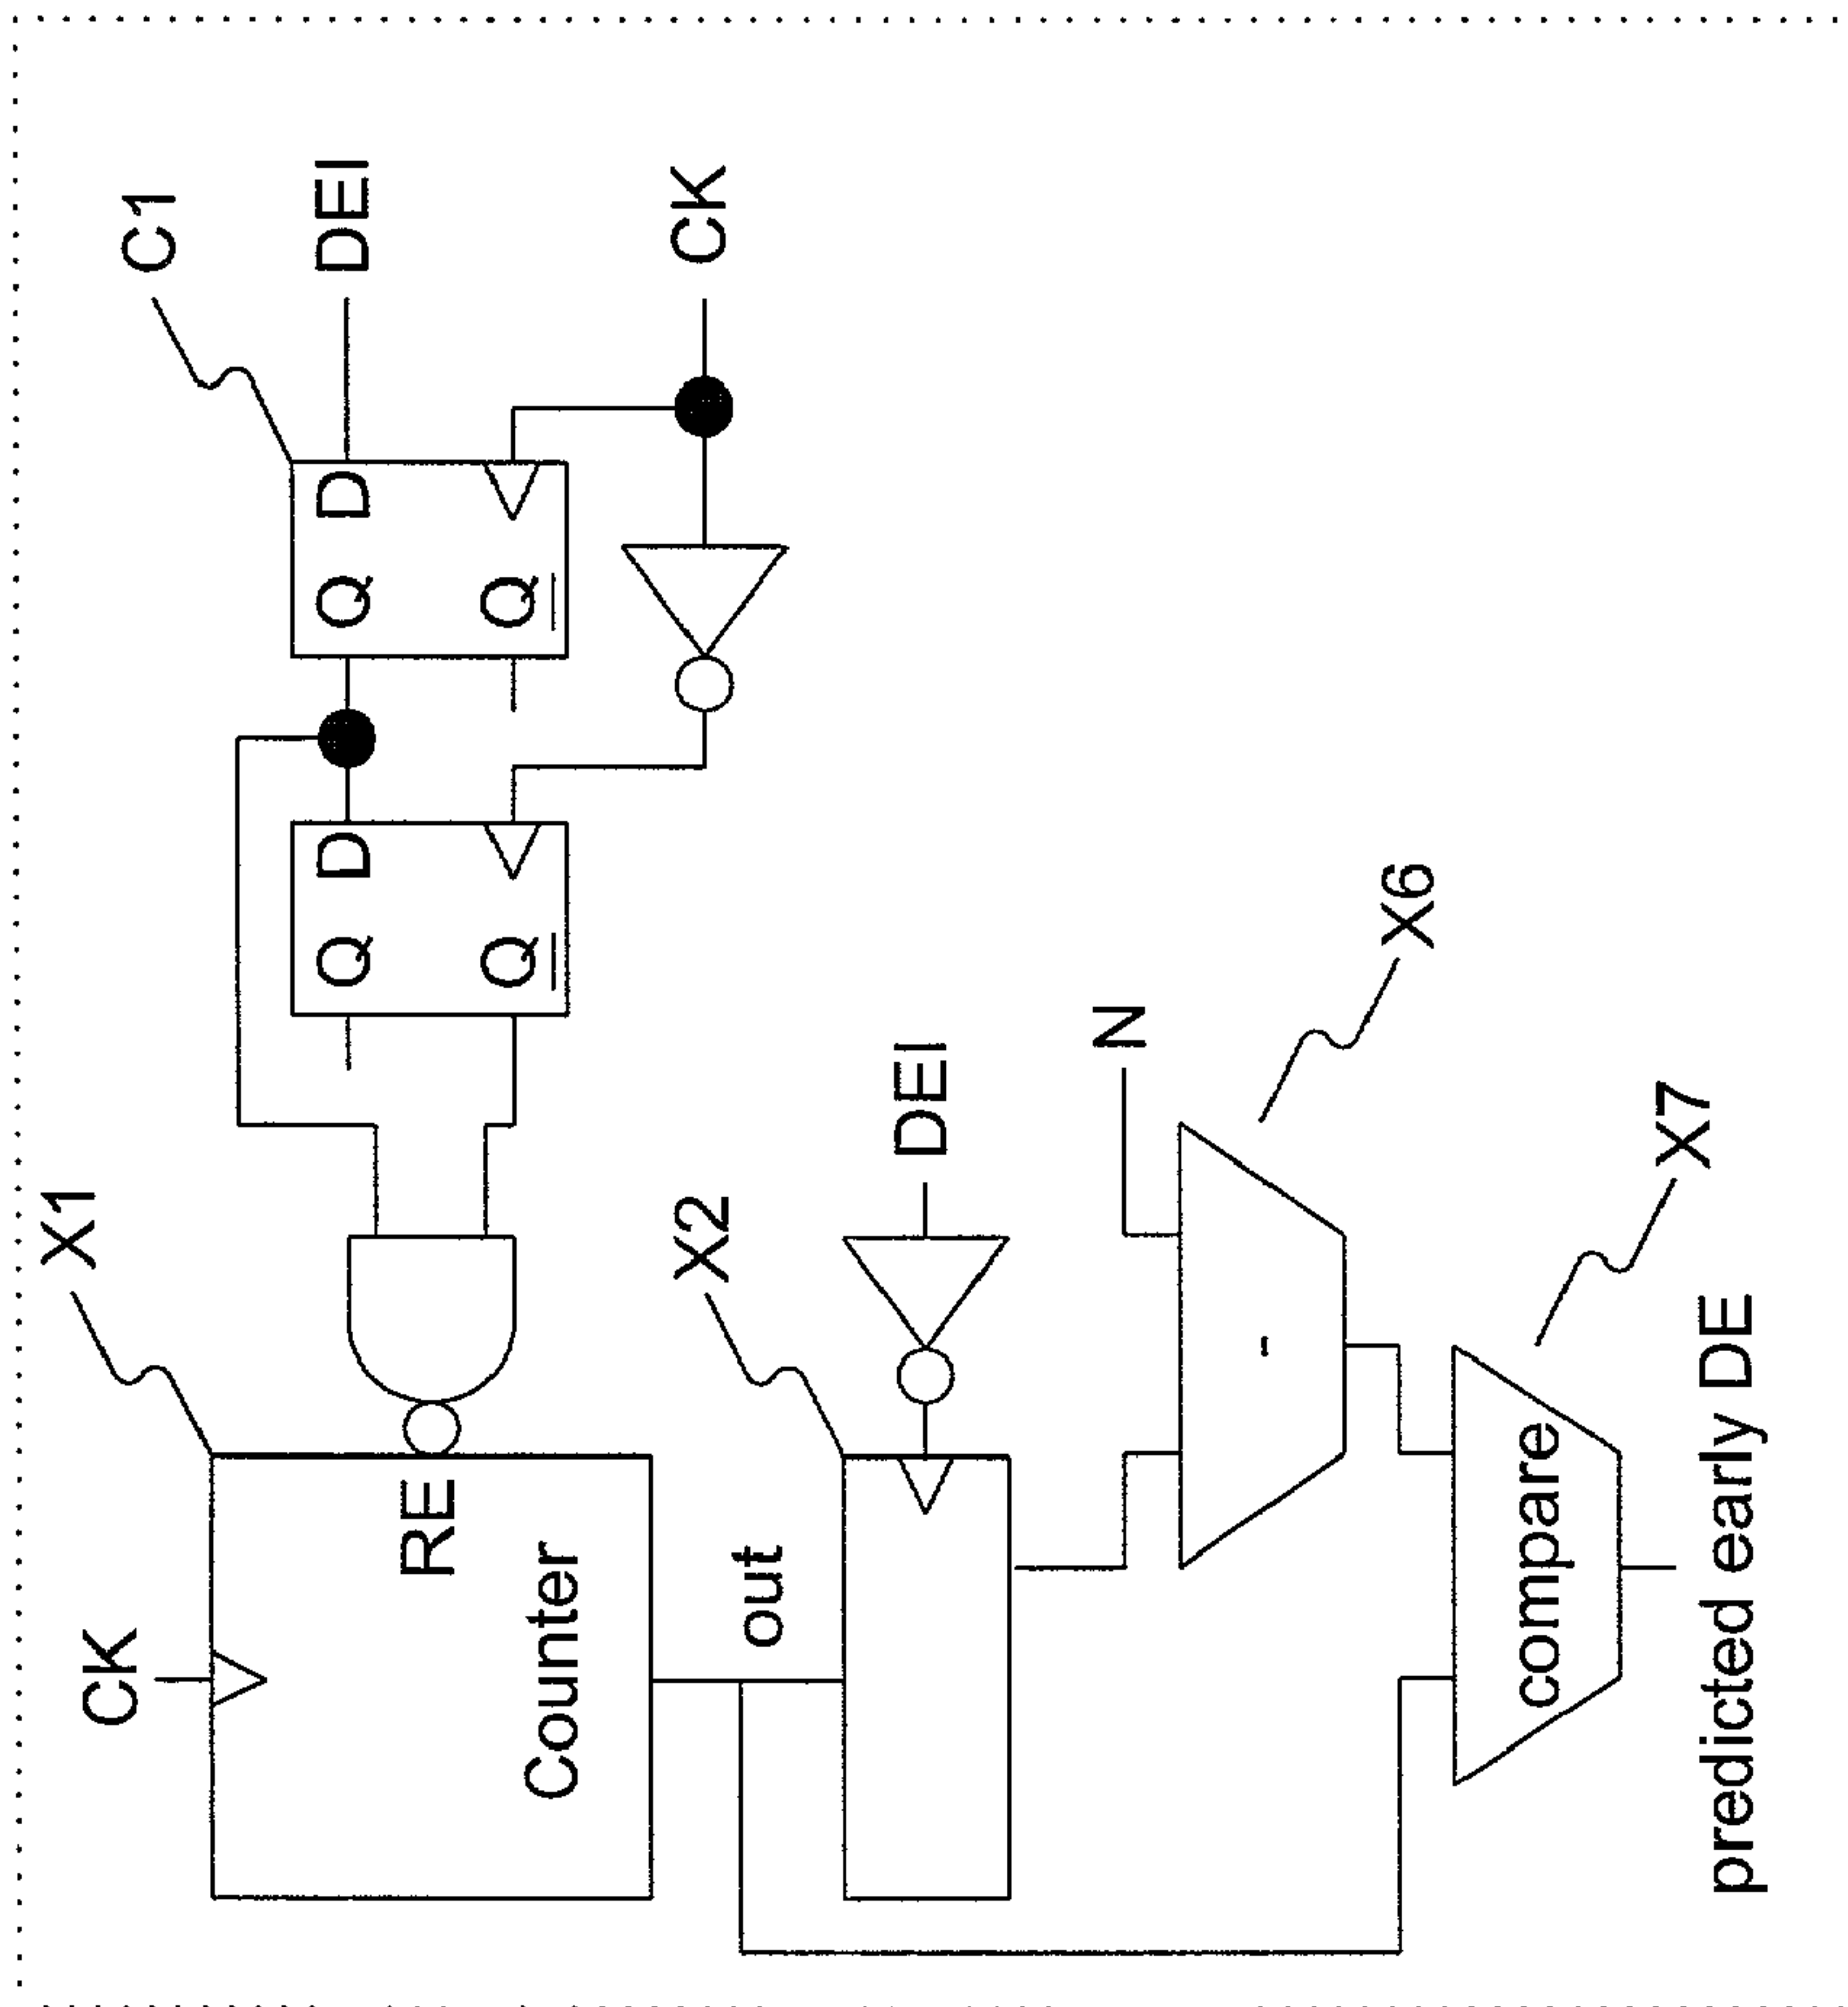 X1
CK
C1
Q D
Q D
DEI
RE
Q̅
Q̅
Counter
X2
CK
out
DEI
N
-
X6
compare
X7
predicted early DE